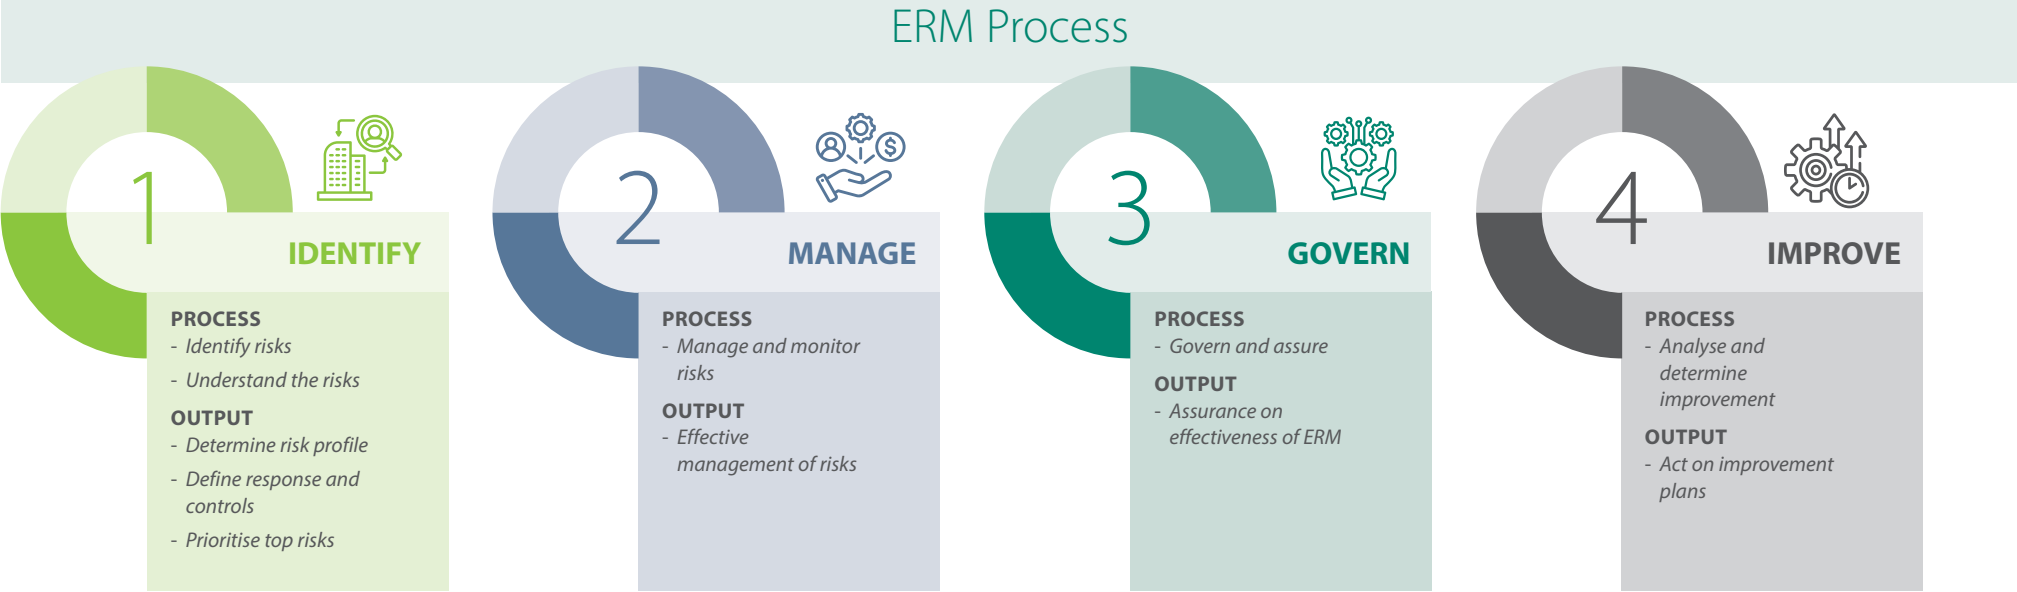 ERM Process
1
IDENTIFY
PROCESS
- Identify risks
- Understand the risks
OUTPUT
- Determine risk profile
- Define response and
controls
- Prioritise top risks
2
MANAGE
PROCESS
- Manage and monitor
risks
OUTPUT
- Effective
management of risks
3
GOVERN
PROCESS
- Govern and assure
OUTPUT
- Assurance on
effectiveness of ERM
4
IMPROVE
PROCESS
- Analyse and
determine
improvement
OUTPUT
- Act on improvement
plans